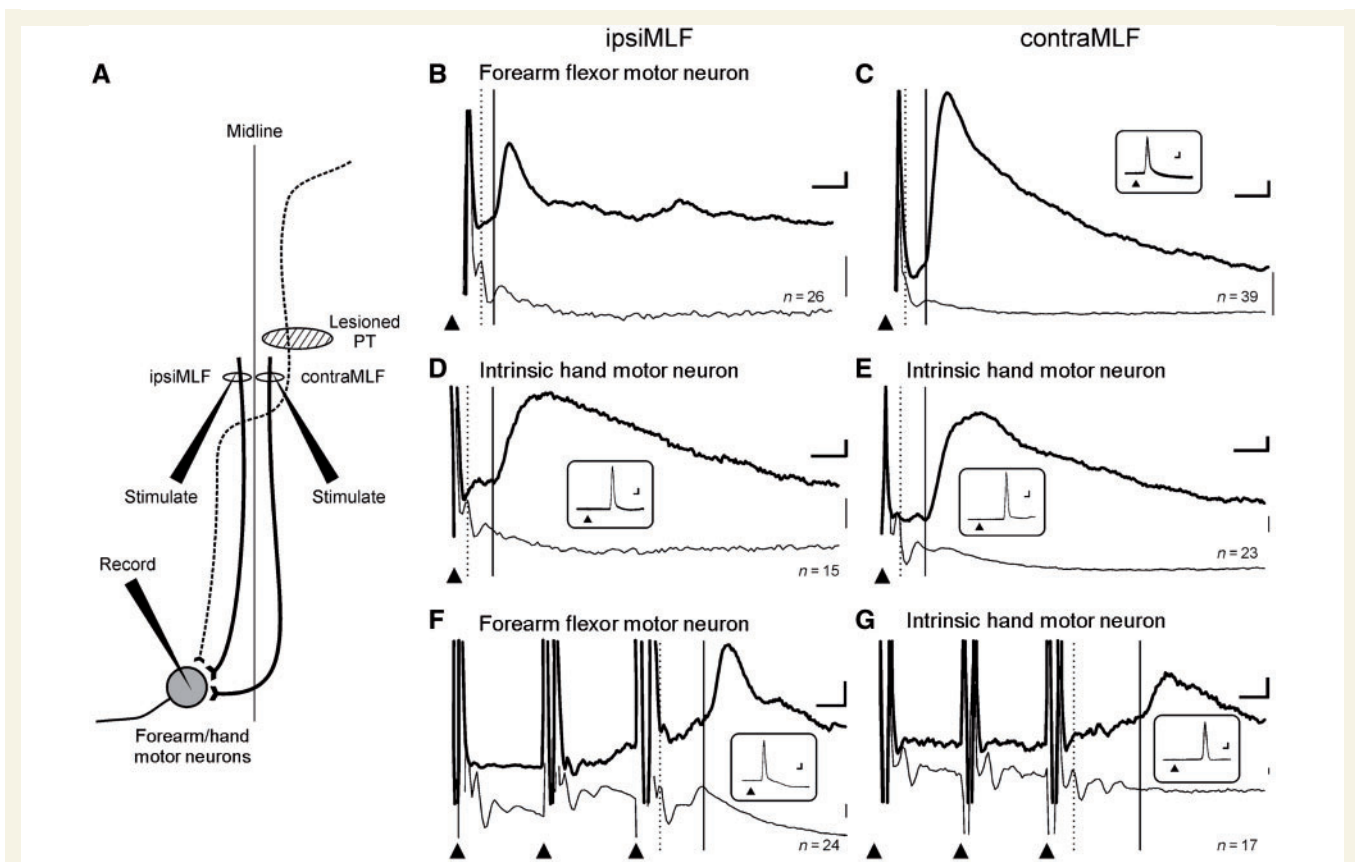 ipsiMLF
contraMLF
A
Midline
Lesioned
PT
ipsiMLF
contraMLF
Stimulate
Stimulate
Record
Forearm/hand
motor neurons
B
Forearm flexor motor neuron
n = 26
C
n = 39
D
Intrinsic hand motor neuron
n = 15
E
Intrinsic hand motor neuron
n = 23
F
Forearm flexor motor neuron
n = 24
G
Intrinsic hand motor neuron
n = 17